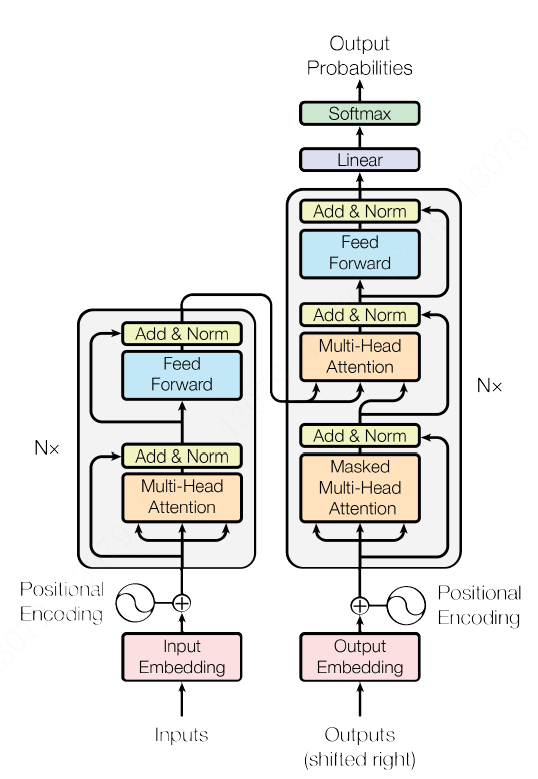 Output
Probabilities
Softmax
Linear
Add & Norm
Feed
Forward
Add & Norm
Multi-Head
Attention
Add & Norm
Masked
Multi-Head
Attention
Nx
Add & Norm
Feed
Forward
Add & Norm
Multi-Head
Attention
N×
Positional
Encoding
Positional
Encoding
Input
Embedding
Output
Embedding
Inputs
Outputs
(shifted right)